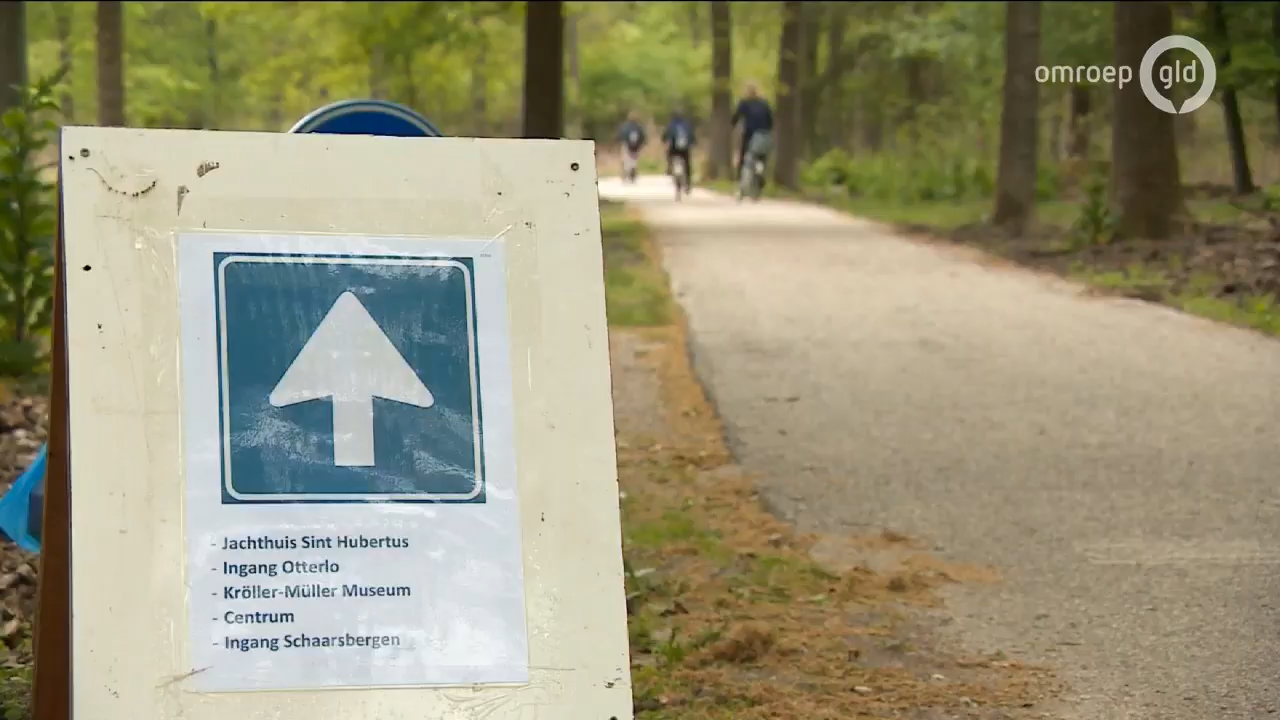 omroep gld
- Jachthuis Sint Hubertus
- Ingang Otterlo
- Kröller-Müller Museum
- Centrum
- Ingang Schaarsbergen